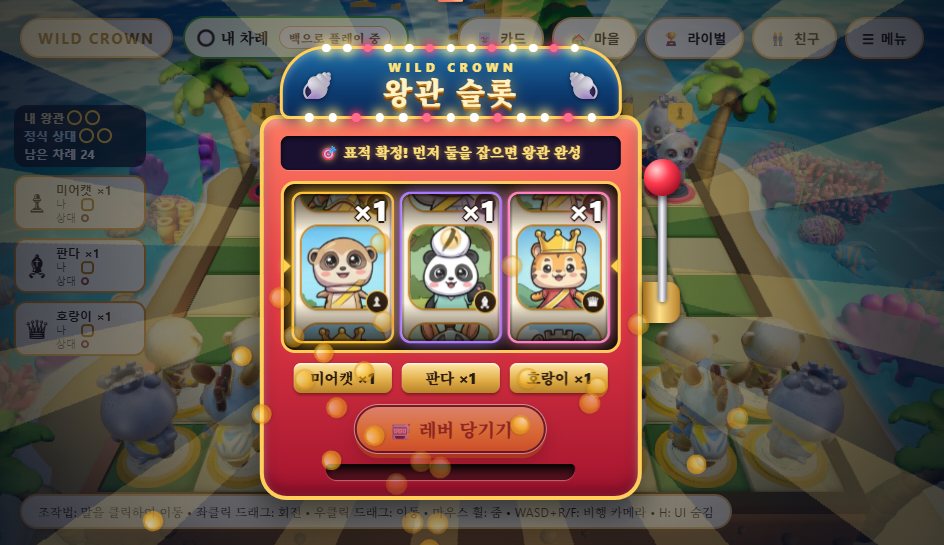 WILD CROWN
내 차례
백으로 플레이 중
카드
마을
라이벌
친구
메뉴
내 왕관
정식 상대
남은 차례 24
미어캣 ×1
나
상대
판다 ×1
나
상대
호랑이 ×1
나
상대
1
WILD CROWN
왕관 슬롯
표적 확정! 먼저 둘을 잡으면 왕관 완성
×1
×1
×1
미어캣 ×1
판다 ×1
호랑이 ×1
레버 당기기
조작법: 말을 클릭하여 이동 • 좌클릭 드래그: 회전 • 우클릭 드래그: 이동 • 마우스 휠: 줌 • WASD+R/F: 비행 카메라 • H: UI 숨김